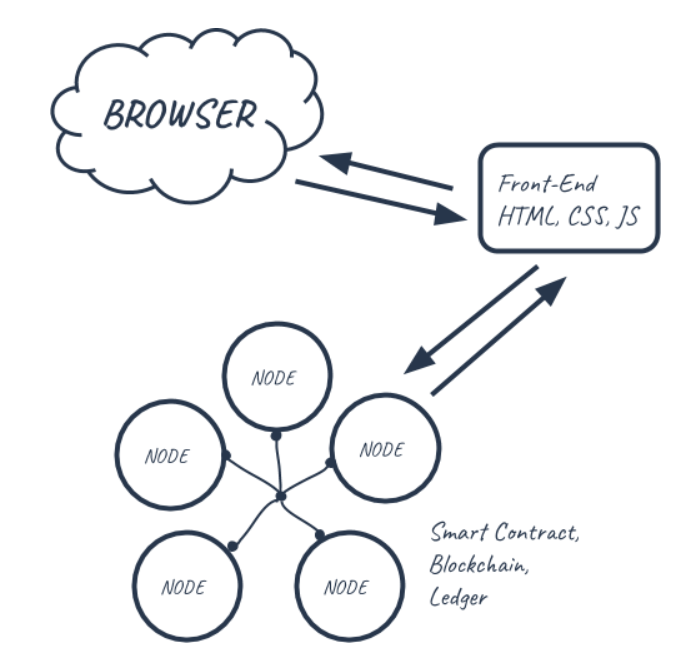 BROWSER
Front-End
HTML, CSS, JS
NODE
NODE
NODE
NODE
NODE
Smart Contract,
Blockchain,
Ledger